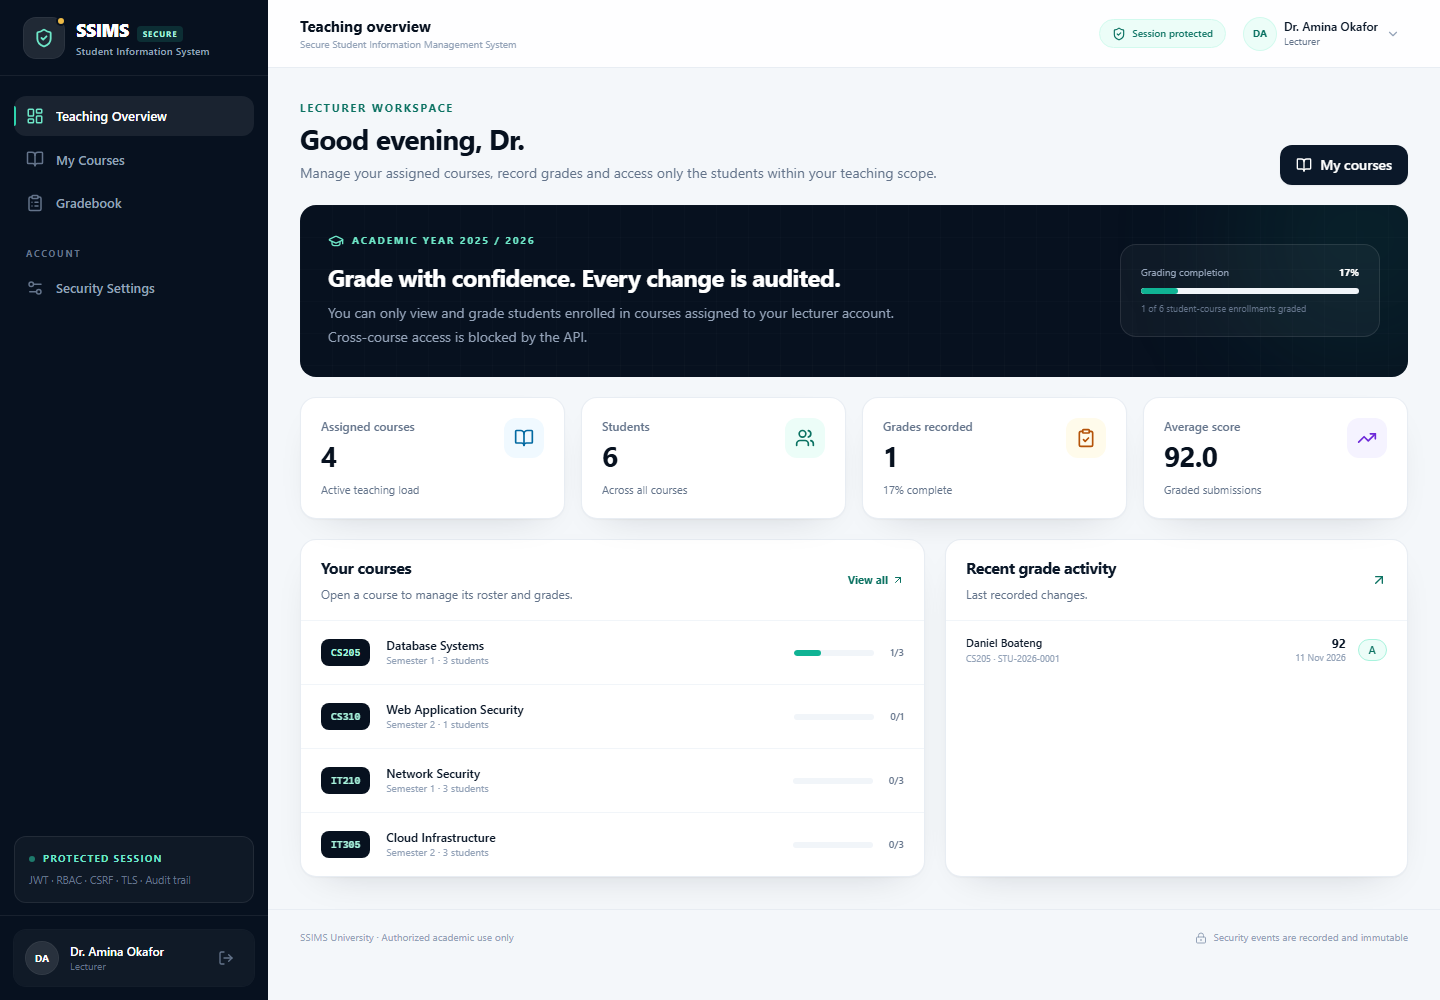 SSIMS SECURE
Student Information System
Teaching Overview
My Courses
Gradebook
ACCOUNT
Security Settings
PROTECTED SESSION
JWT · RBAC · CSRF · TLS · Audit trail
DA
Dr. Amina Okafor
Lecturer
Teaching overview
Secure Student Information Management System
Session protected
DA
Dr. Amina Okafor
Lecturer
LECTURER WORKSPACE
Good evening, Dr.
Manage your assigned courses, record grades and access only the students within your teaching scope.
My courses
ACADEMIC YEAR 2025 / 2026
Grade with confidence. Every change is audited.
You can only view and grade students enrolled in courses assigned to your lecturer account.
Cross-course access is blocked by the API.
Grading completion 17%
1 of 6 student-course enrollments graded
Assigned courses
4
Active teaching load
Students
6
Across all courses
Grades recorded
1
17% complete
Average score
92.0
Graded submissions
Your courses
Open a course to manage its roster and grades.
View all
CS205
Database Systems
Semester 1 · 3 students
1/3
CS310
Web Application Security
Semester 2 · 1 students
0/1
IT210
Network Security
Semester 1 · 3 students
0/3
IT305
Cloud Infrastructure
Semester 2 · 3 students
0/3
Recent grade activity
Last recorded changes.
Daniel Boateng
CS205 · STU-2026-0001
92
11 Nov 2026
A
SSIMS University · Authorized academic use only
Security events are recorded and immutable